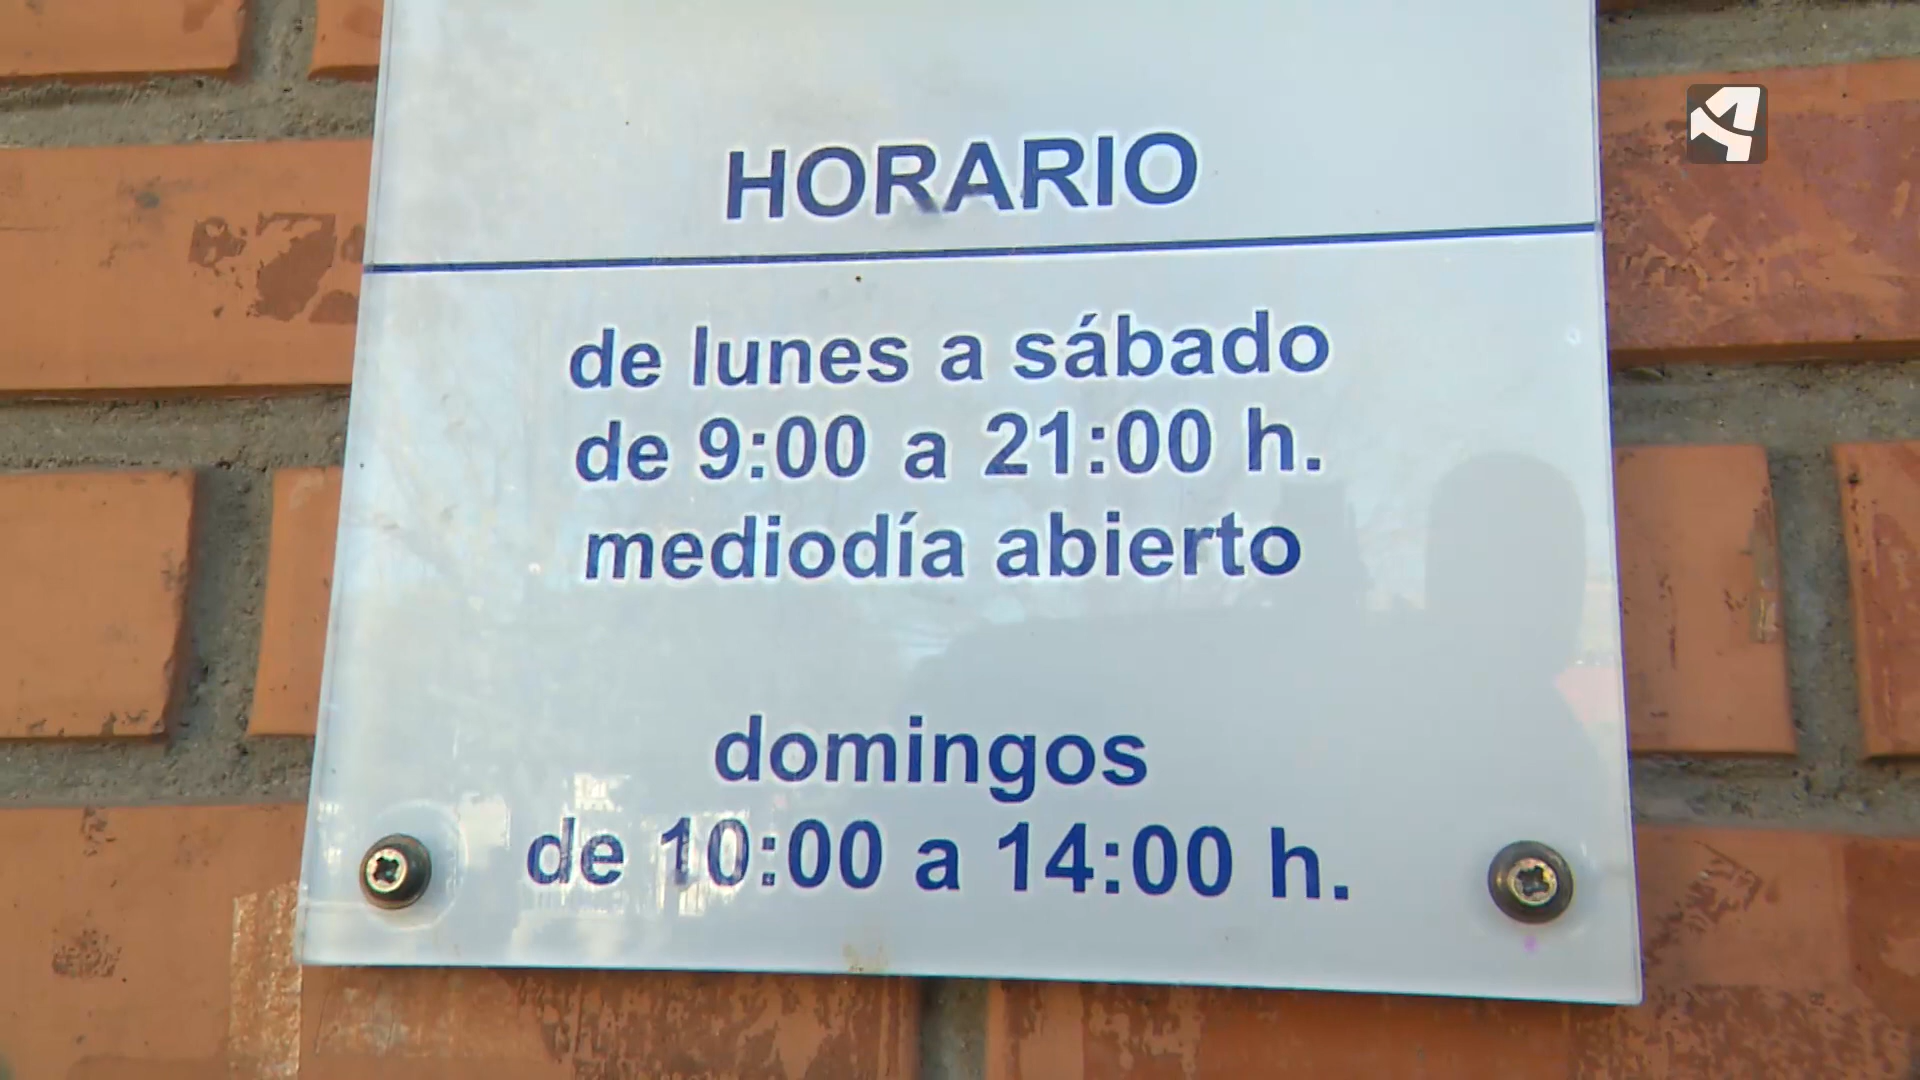 HORARIO
de lunes a sábado
de 9:00 a 21:00 h.
mediodía abierto
domingos
de 10:00 a 14:00 h.